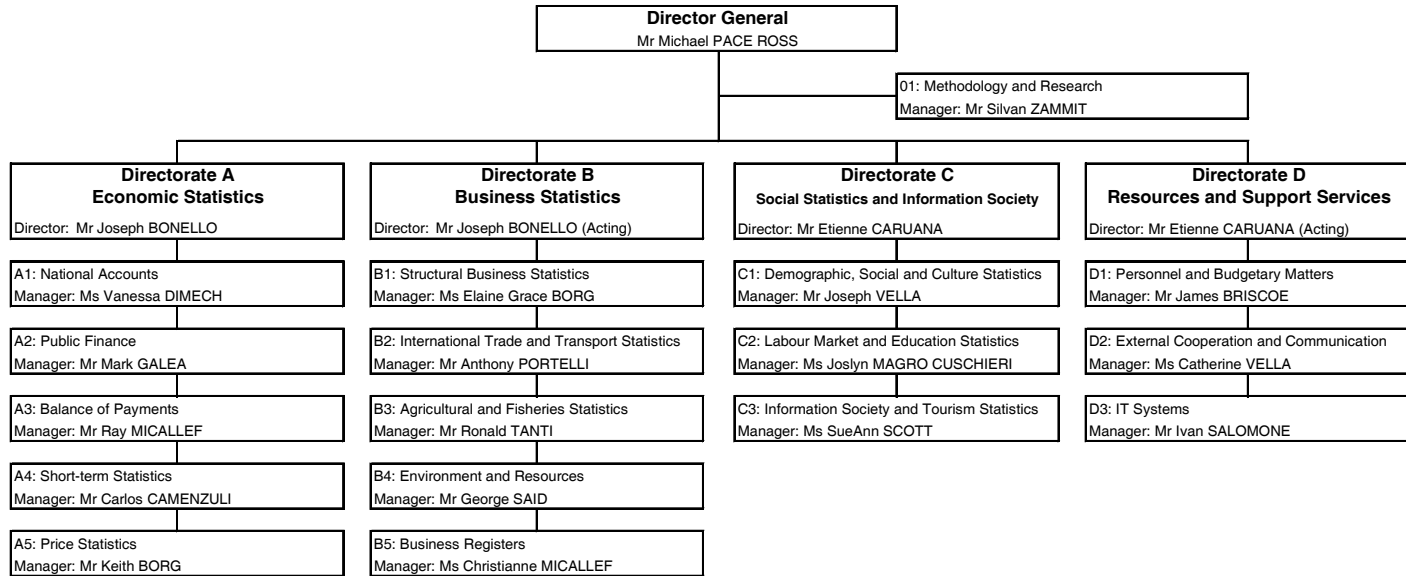 Director General
Mr Michael PACE ROSS
01: Methodology and Research
Manager: Mr Silvan ZAMMIT
Directorate A
Economic Statistics
Director: Mr Joseph BONELLO
A1: National Accounts
Manager: Ms Vanessa DIMECH
A2: Public Finance
Manager: Mr Mark GALEA
A3: Balance of Payments
Manager: Mr Ray MICALLEF
A4: Short-term Statistics
Manager: Mr Carlos CAMENZULI
A5: Price Statistics
Manager: Mr Keith BORG
Directorate B
Business Statistics
Director: Mr Joseph BONELLO (Acting)
B1: Structural Business Statistics
Manager: Ms Elaine Grace BORG
B2: International Trade and Transport Statistics
Manager: Mr Anthony PORTELLI
B3: Agricultural and Fisheries Statistics
Manager: Mr Ronald TANTI
B4: Environment and Resources
Manager: Mr George SAID
B5: Business Registers
Manager: Ms Christianne MICALLEF
Directorate C
Social Statistics and Information Society
Director: Mr Etienne CARUANA
C1: Demographic, Social and Culture Statistics
Manager: Mr Joseph VELLA
C2: Labour Market and Education Statistics
Manager: Ms Joslyn MAGRO CUSCHIERI
C3: Information Society and Tourism Statistics
Manager: Ms SueAnn SCOTT
Directorate D
Resources and Support Services
Director: Mr Etienne CARUANA (Acting)
D1: Personnel and Budgetary Matters
Manager: Mr James BRISCOE
D2: External Cooperation and Communication
Manager: Ms Catherine VELLA
D3: IT Systems
Manager: Mr Ivan SALOMONE